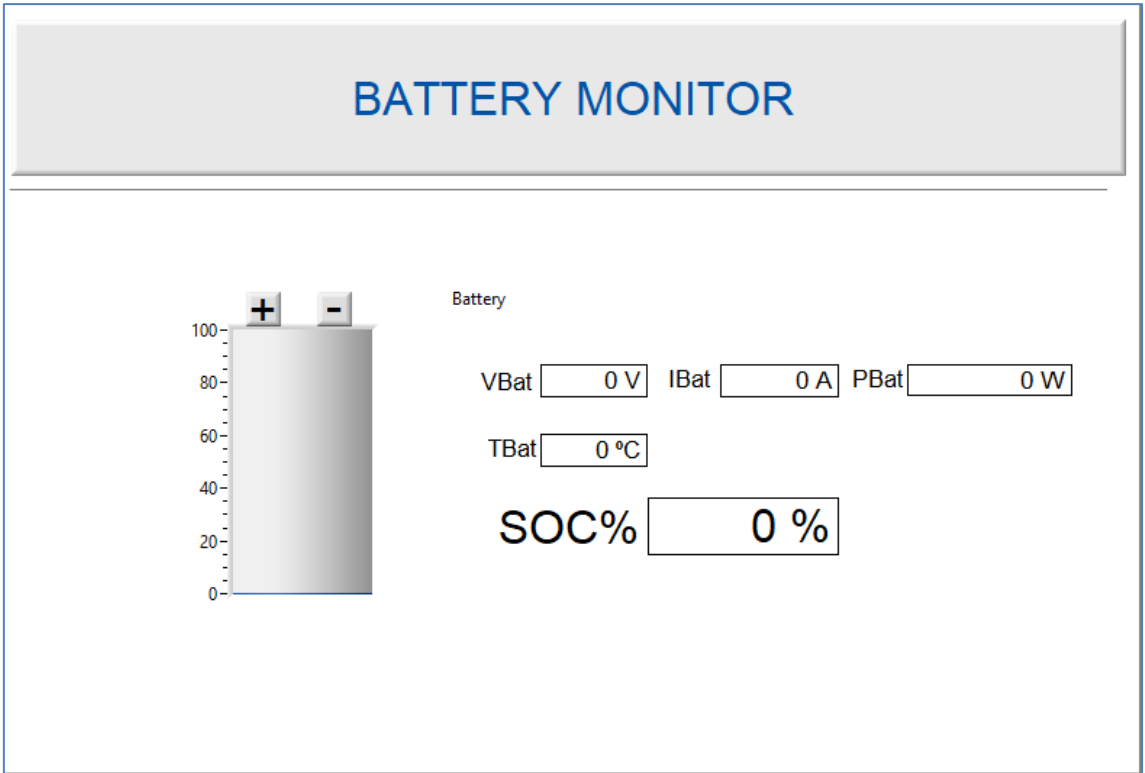 BATTERY MONITOR
+ -
Battery
100
80
60
40
20
0
VBat 0 V IBat 0 A PBat 0 W
TBat 0 ºC
SOC% 0 %